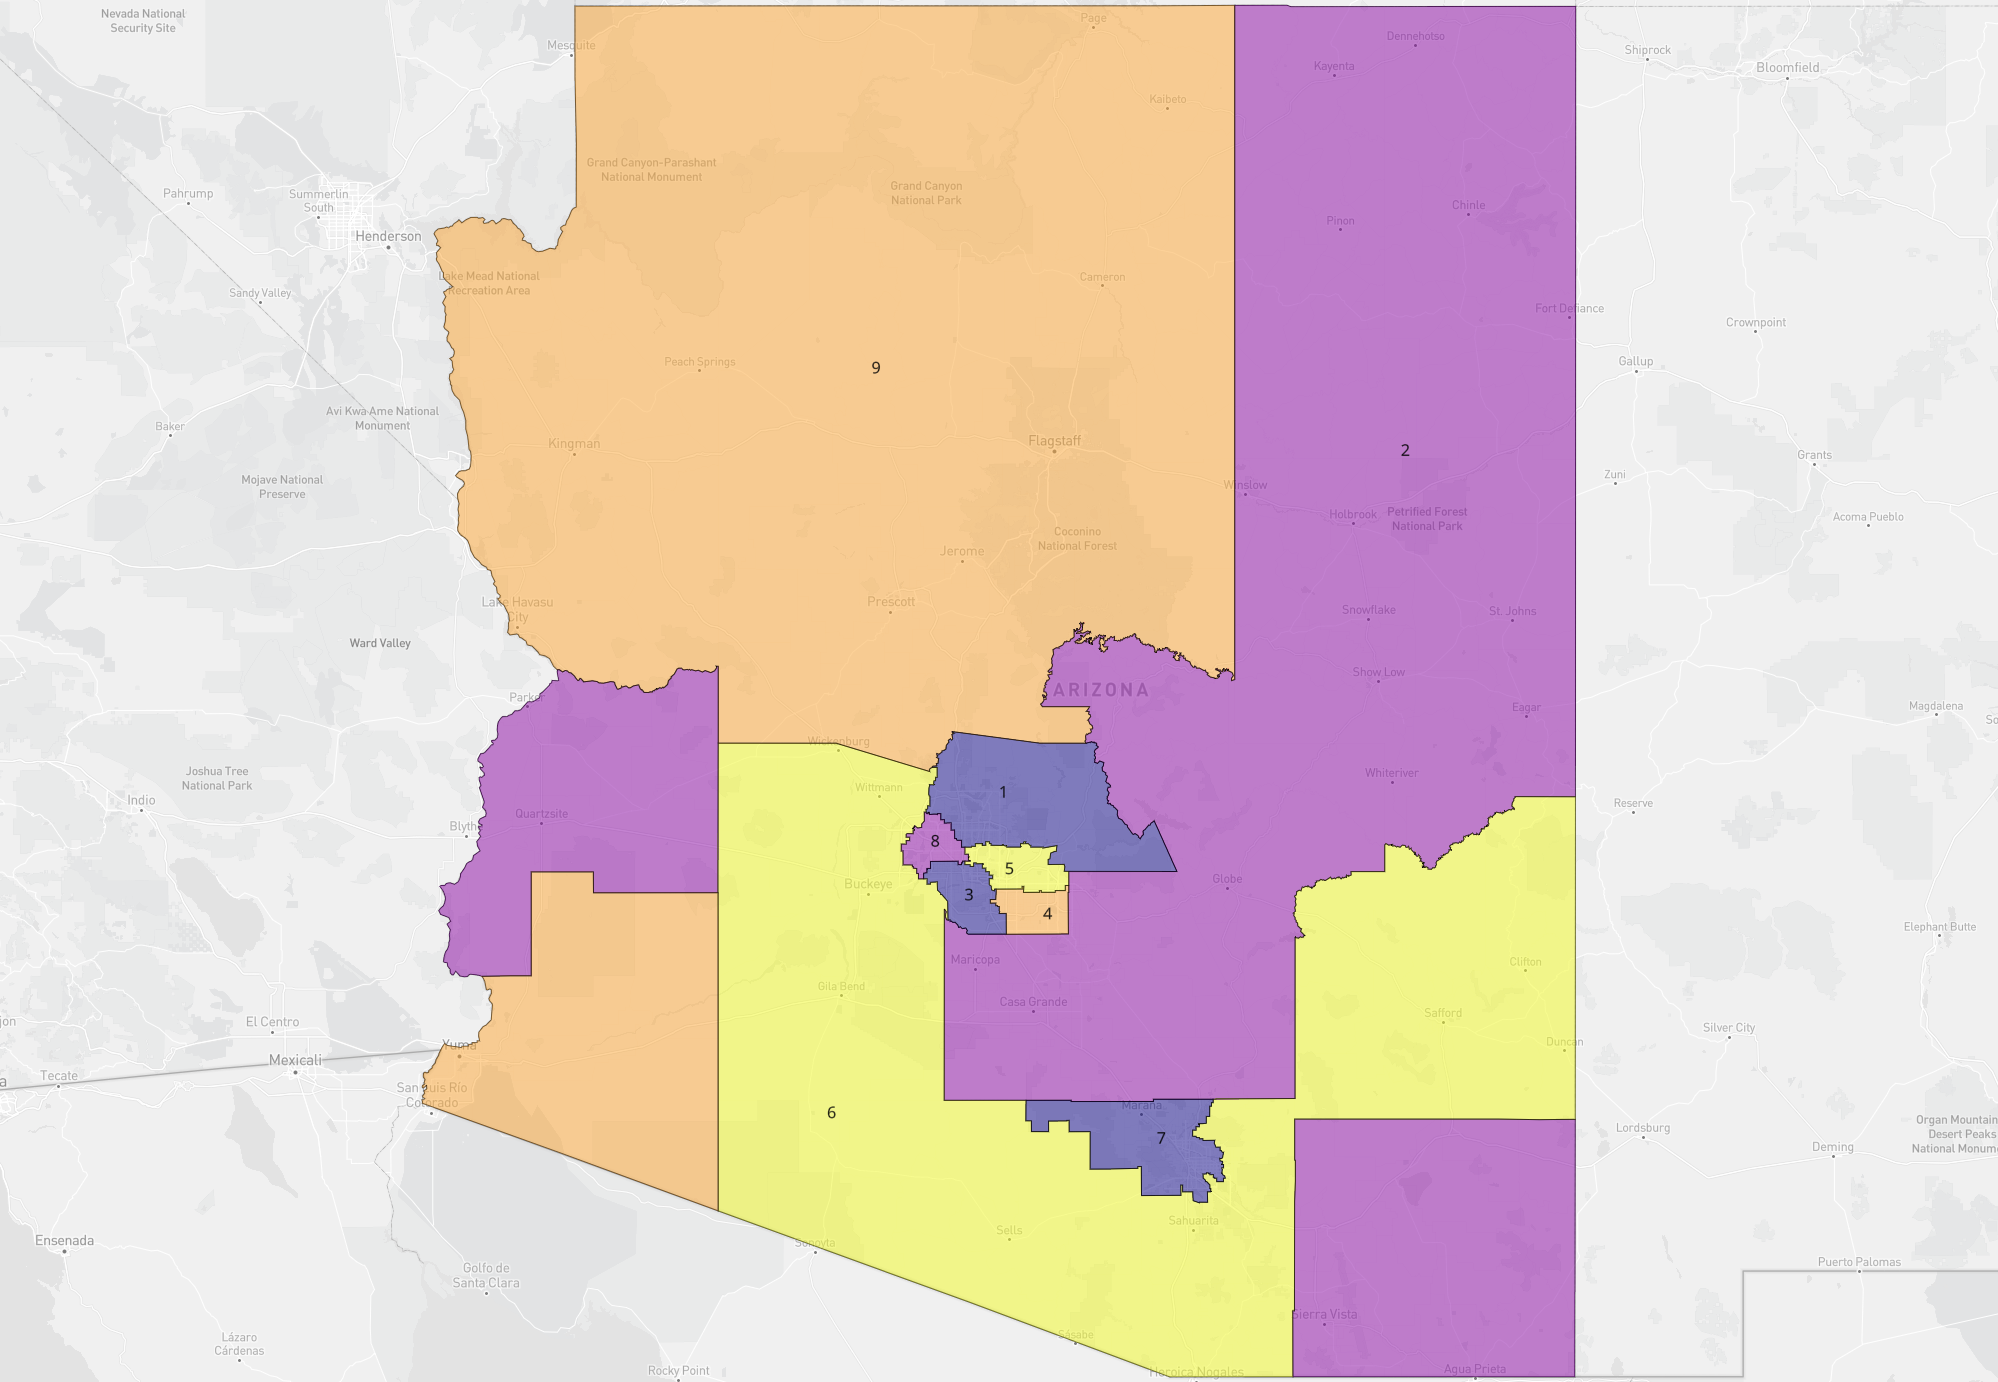 Nevada National
Security Site
Page
Dennehotso
Mesquite
Shiprock
Kayenta
Bloomfield
Kaibeto
Grand Canyon-Parashant
National Monument
Grand Canyon
National Park
Pahrump
Summerlin
South
Chinle
Pinon
Henderson
Lake Mead National
Recreation Area
Cameron
Sandy Valley
Fort Defiance
Crownpoint
Peach Springs
9
Gallup
Avi Kwa Ame National
Monument
Baker
Kingman
Flagstaff
2
Grants
Zuni
Mojave National
Preserve
Winslow
Holbrook
Petrified Forest
National Park
Acoma Pueblo
Coconino
National Forest
Jerome
Lake Havasu
City
Prescott
Snowflake
St. Johns
Ward Valley
Show Low
ARIZONA
Parker
Eagar
Magdalena
So
Wickenburg
Joshua Tree
National Park
Whiteriver
Indio
Wittmann
1
Reserve
Quartzsite
Blythe
8
5
Buckeye
Globe
3
4
Elephant Butte
Maricopa
Clifton
Gila Bend
Casa Grande
Safford
jon
El Centro
Silver City
Yuma
Duncan
Mexicali
Tecate
a
San Luis Río
Colorado
6
Marana
7
Lordsburg
Organ Mountain
Desert Peaks
National Monume
Deming
Sahuarita
Sells
Ensenada
Sonoyta
Golfo de
Santa Clara
Puerto Palomas
Sierra Vista
Lázaro
Cárdenas
Sásabe
Rocky Point
Heroica Nogales
Agua Prieta